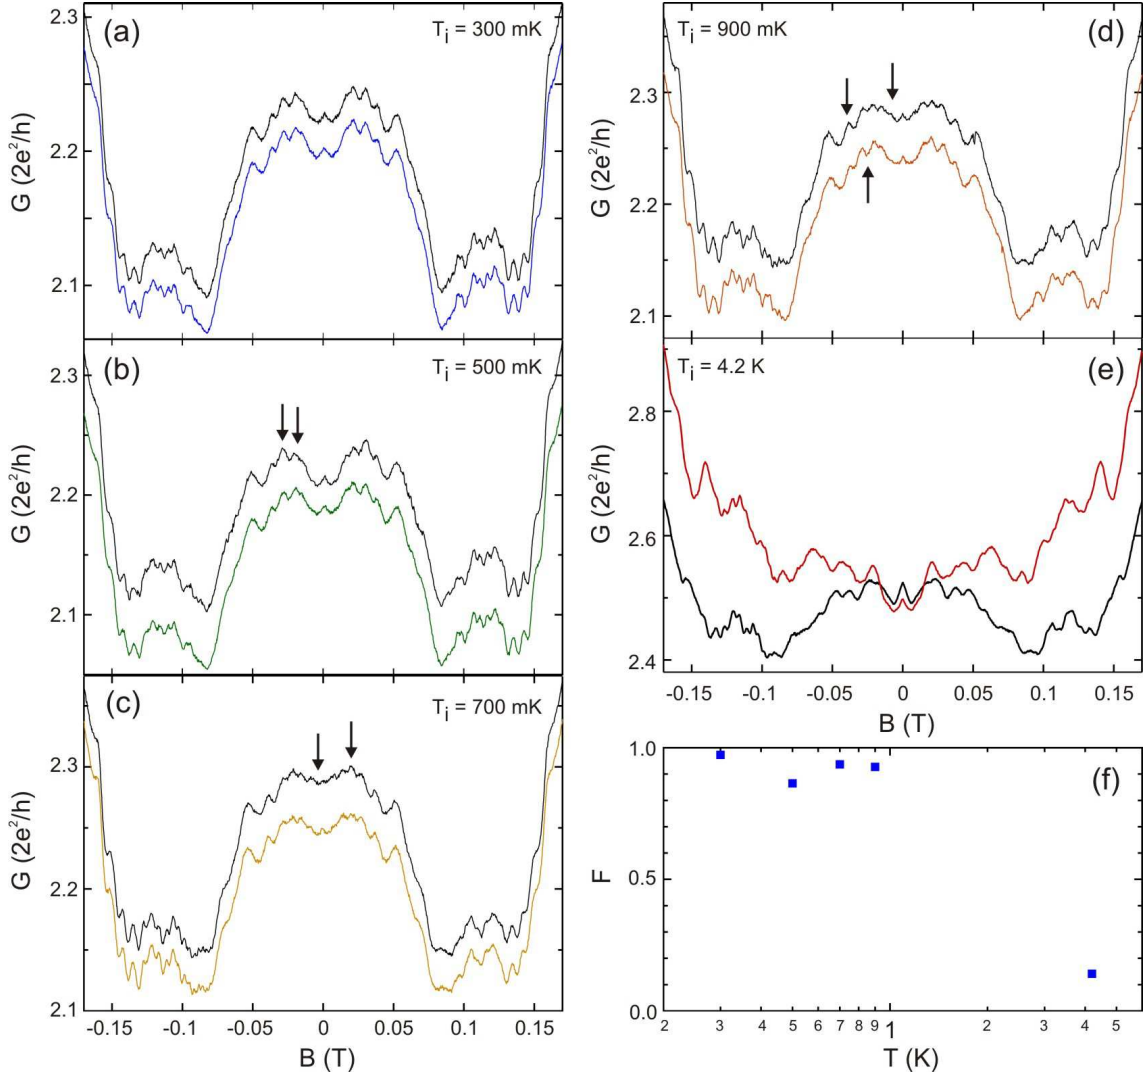 (a)
T_i = 300 mK
2.3
2.2
2.1
G (2e²/h)
(b)
T_i = 500 mK
2.3
2.2
2.1
G (2e²/h)
(c)
T_i = 700 mK
2.3
2.2
2.1
G (2e²/h)
-0.15
-0.1
-0.05
0
0.05
0.1
0.15
B (T)
T_i = 900 mK
(d)
2.3
2.2
2.1
G (2e²/h)
T_i = 4.2 K
(e)
2.8
2.6
2.4
G (2e²/h)
-0.15
-0.1
-0.05
0
0.05
0.1
0.15
B (T)
(f)
1.0
0.5
0.0
1.0
F
2
3
4
5
6
7
8
9
1
2
3
4
5
T (K)